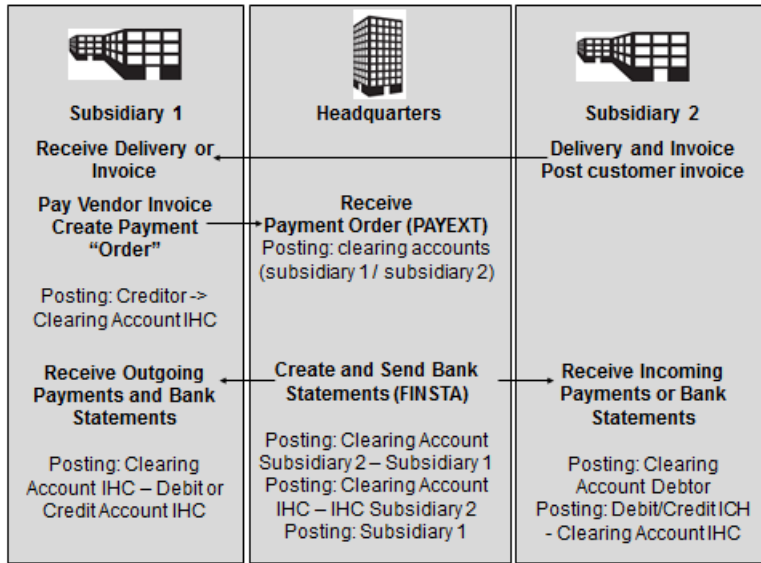 Subsidiary 1
Receive Delivery or
Invoice
Pay Vendor Invoice
Create Payment
“Order”
Posting: Creditor ->
Clearing Account IHC
Receive Outgoing
Payments and Bank
Statements
Posting: Clearing
Account IHC – Debit or
Credit Account IHC
Headquarters
Receive
Payment Order (PAYEXT)
Posting: clearing accounts
(subsidiary 1 / subsidiary 2)
Create and Send Bank
Statements (FINSTA)
Posting: Clearing Account
Subsidiary 2 – Subsidiary 1
Posting: Clearing Account
IHC – IHC Subsidiary 2
Posting: Subsidiary 1
Subsidiary 2
Delivery and Invoice
Post customer invoice
Receive Incoming
Payments or Bank
Statements
Posting: Clearing
Account Debtor
Posting: Debit/Credit ICH
- Clearing Account IHC